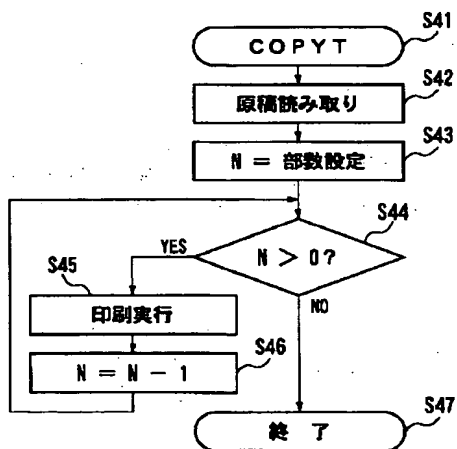 COPYT
S41
原稿読み取り
S42
N = 部数設定
S43
N > 0?
S44
YES
NO
S45
印刷実行
N = N - 1
S46
終了
S47